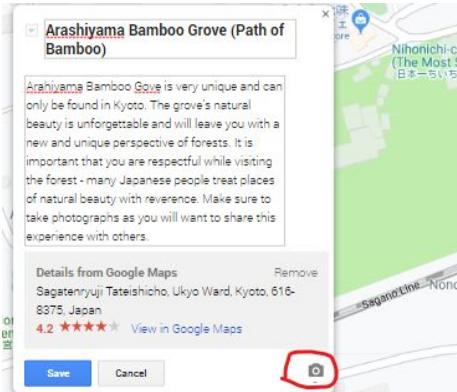 Arashiyama Bamboo Grove (Path of
Bamboo)
Arahiyama Bamboo Gove is very unique and can
only be found in Kyoto. The grove's natural
beauty is unforgettable and will leave you with a
new and unique perspective of forests. It is
important that you are respectful while visiting
the forest - many Japanese people treat places
of natural beauty with reverence. Make sure to
take photographs as you will want to share this
experience with others.
Details from Google Maps Remove
Sagatenryuji Tateishicho, Ukyo Ward, Kyoto, 616-
8375, Japan
4.2 View in Google Maps
Save Cancel
Nihonichi-c
(The Most S
日本一ちいち
Sagano Line
Nono